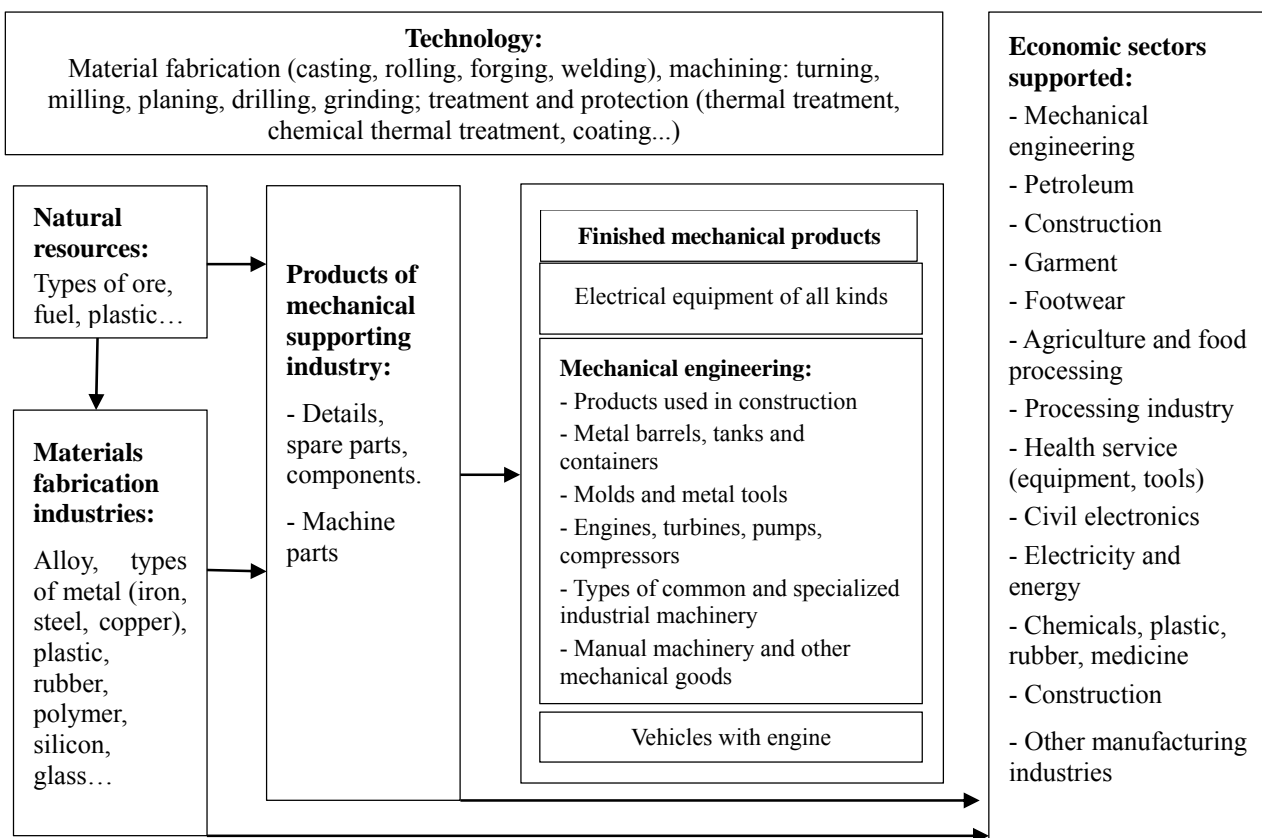 Technology:
Material fabrication (casting, rolling, forging, welding), machining: turning,
milling, planing, drilling, grinding; treatment and protection (thermal treatment,
chemical thermal treatment, coating...)
Natural
resources:
Types of ore,
fuel, plastic…
Materials
fabrication
industries:
Alloy, types
of metal (iron,
steel, copper),
plastic,
rubber,
polymer,
silicon,
glass…
Products of
mechanical
supporting
industry:
- Details,
spare parts,
components.
- Machine
parts
Finished mechanical products
Electrical equipment of all kinds
Mechanical engineering:
- Products used in construction
- Metal barrels, tanks and
containers
- Molds and metal tools
- Engines, turbines, pumps,
compressors
- Types of common and specialized
industrial machinery
- Manual machinery and other
mechanical goods
Vehicles with engine
Economic sectors
supported:
- Mechanical
engineering
- Petroleum
- Construction
- Garment
- Footwear
- Agriculture and food
processing
- Processing industry
- Health service
(equipment, tools)
- Civil electronics
- Electricity and
energy
- Chemicals, plastic,
rubber, medicine
- Construction
- Other manufacturing
industries